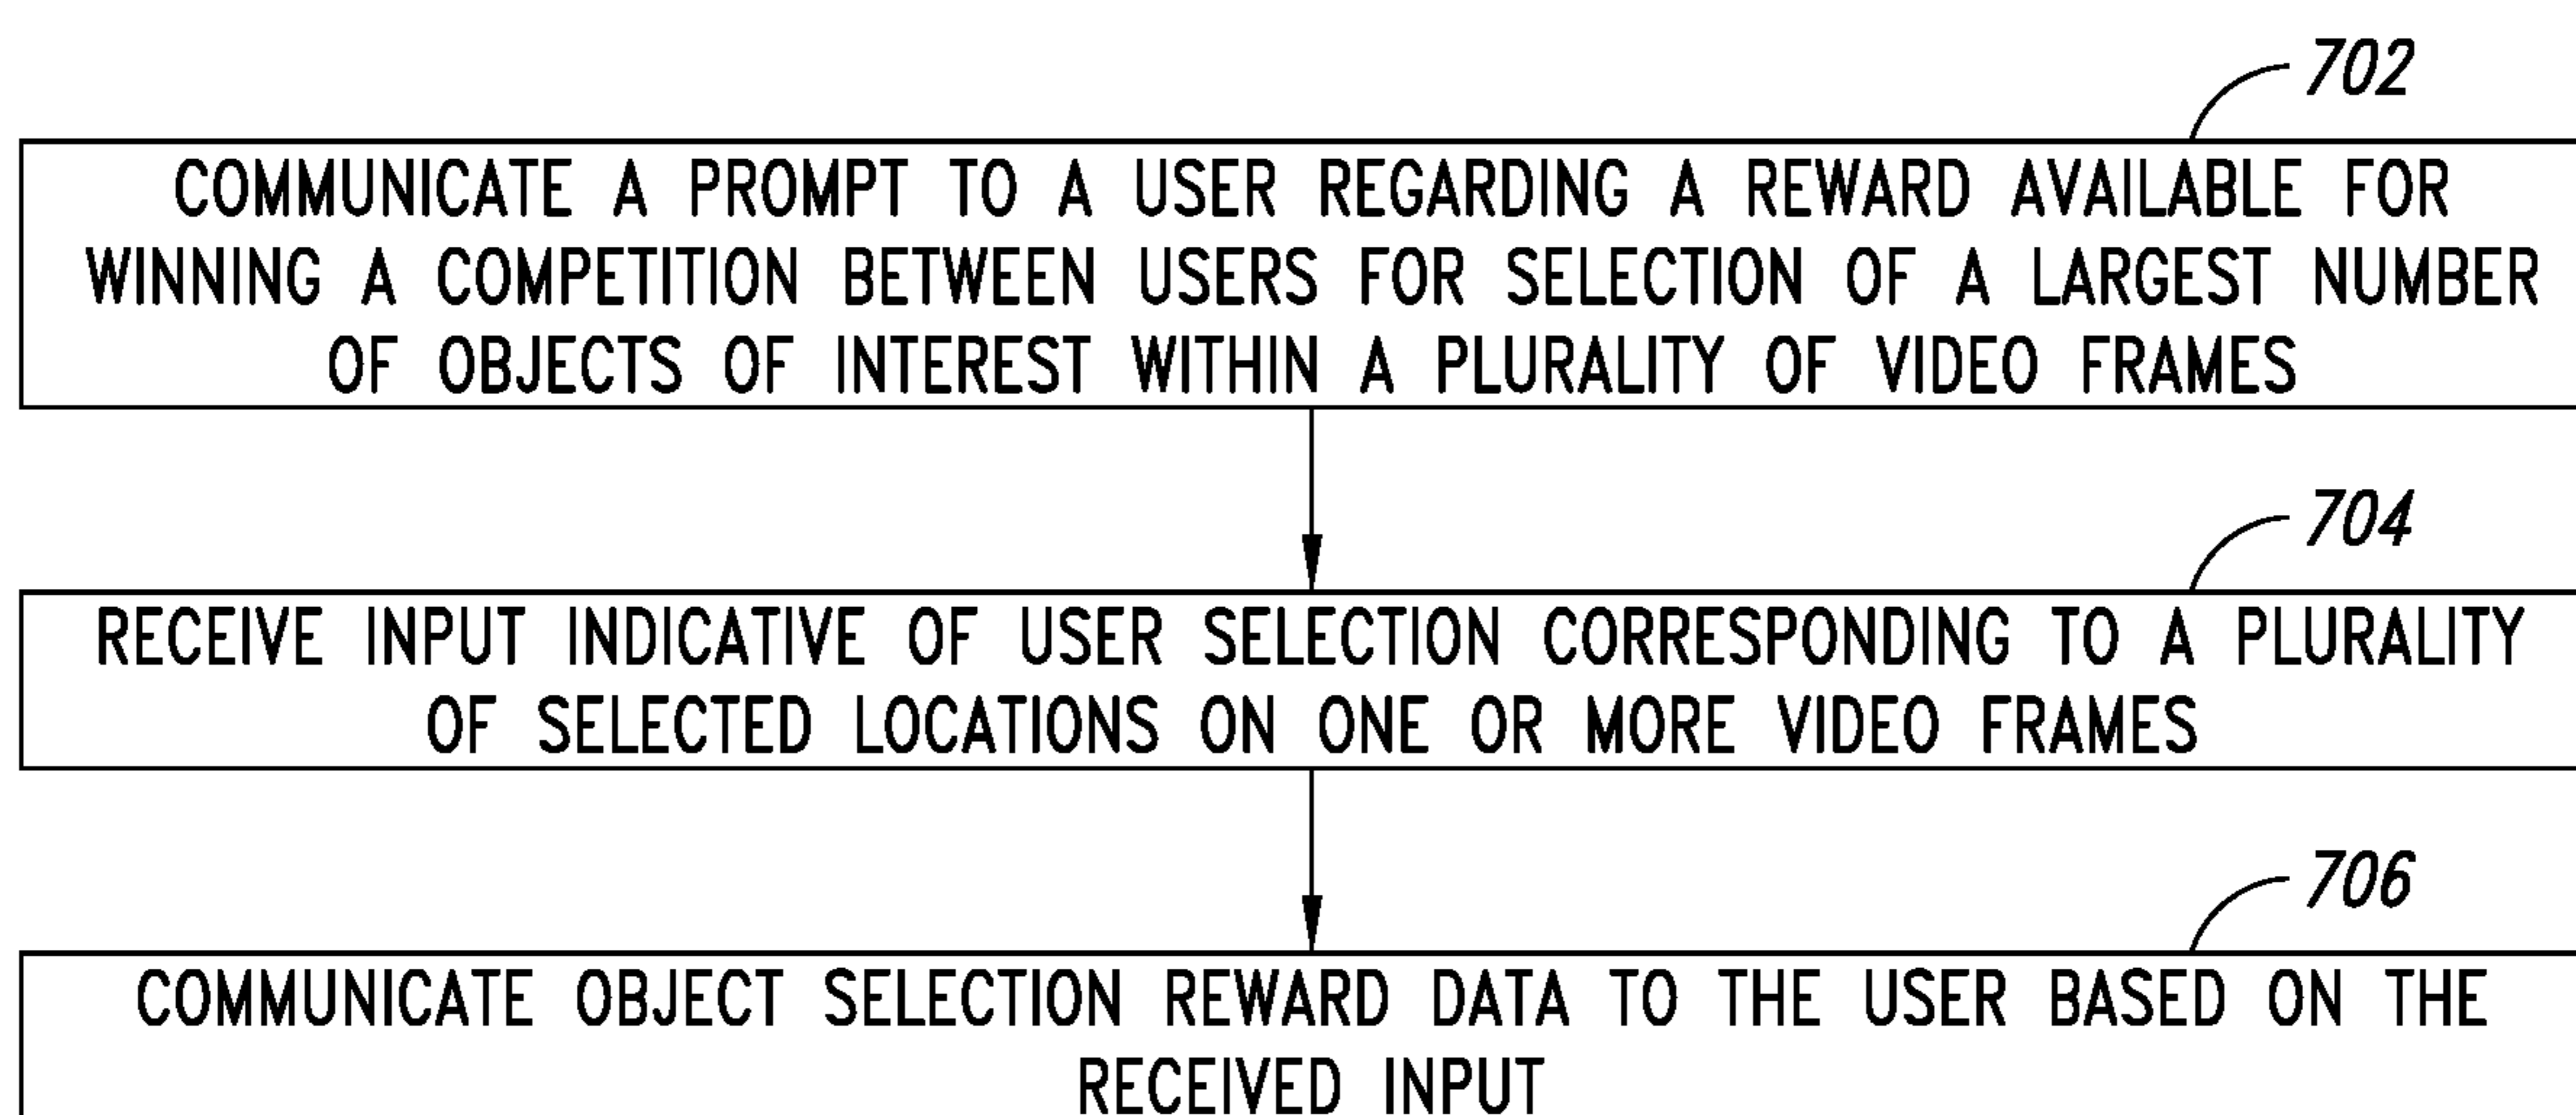 702
COMMUNICATE A PROMPT TO A USER REGARDING A REWARD AVAILABLE FOR
WINNING A COMPETITION BETWEEN USERS FOR SELECTION OF A LARGEST NUMBER
OF OBJECTS OF INTEREST WITHIN A PLURALITY OF VIDEO FRAMES
704
RECEIVE INPUT INDICATIVE OF USER SELECTION CORRESPONDING TO A PLURALITY
OF SELECTED LOCATIONS ON ONE OR MORE VIDEO FRAMES
706
COMMUNICATE OBJECT SELECTION REWARD DATA TO THE USER BASED ON THE
RECEIVED INPUT